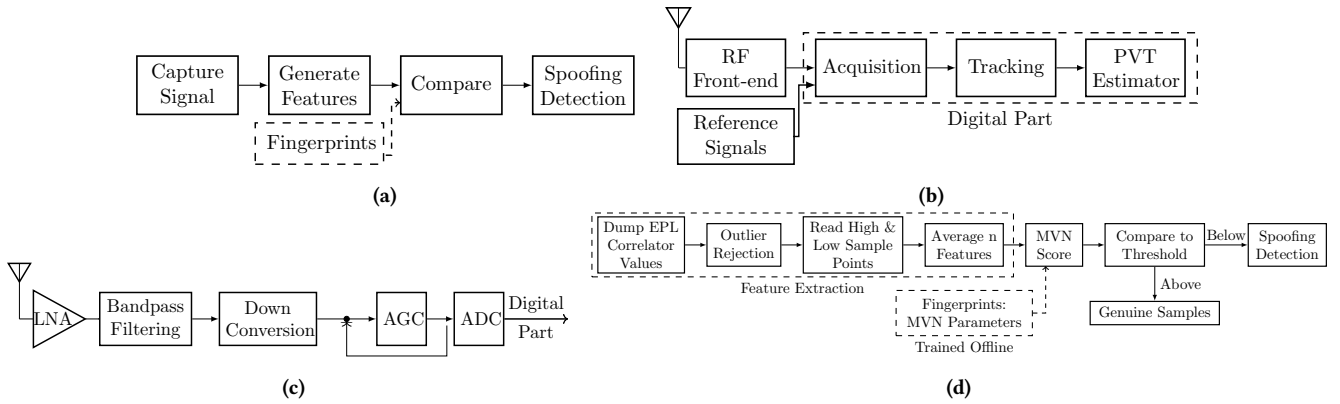 Capture
Signal
Generate
Features
Compare
Spoofing
Detection
Fingerprints
(a)
RF
Front-end
Acquisition
Tracking
PVT
Estimator
Reference
Signals
Digital Part
(b)
LNA
Bandpass
Filtering
Down
Conversion
AGC
ADC
Digital
Part
(c)
Dump EPL
Correlator
Values
Outlier
Rejection
Read High &
Low Sample
Points
Average n
Features
Feature Extraction
MVN
Score
Compare to
Threshold
Below
Spoofing
Detection
Above
Genuine Samples
Fingerprints:
MVN Parameters
Trained Offline
(d)